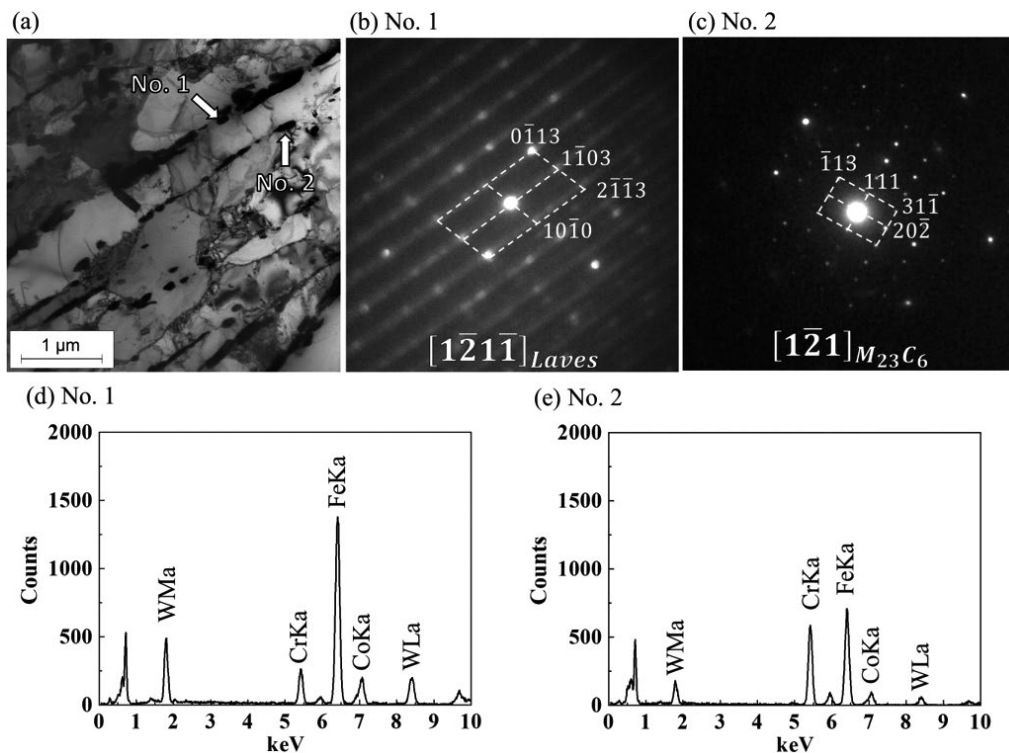 (a)
(b) No. 1
(c) No. 2
No. 1
No. 2
1 µm
01̄13
11̄03
21̄1̄3
101̄0
[12̄11̄]Laves
1̄13
111
311̄
202̄
[12̄1]M23C6
(d) No. 1
(e) No. 2
2000
1500
1000
500
0
Counts
WMa
CrKa
FeKa
CoKa
WLa
0 1 2 3 4 5 6 7 8 9 10
keV
2000
1500
1000
500
0
Counts
WMa
CrKa
FeKa
CoKa
WLa
0 1 2 3 4 5 6 7 8 9 10
keV